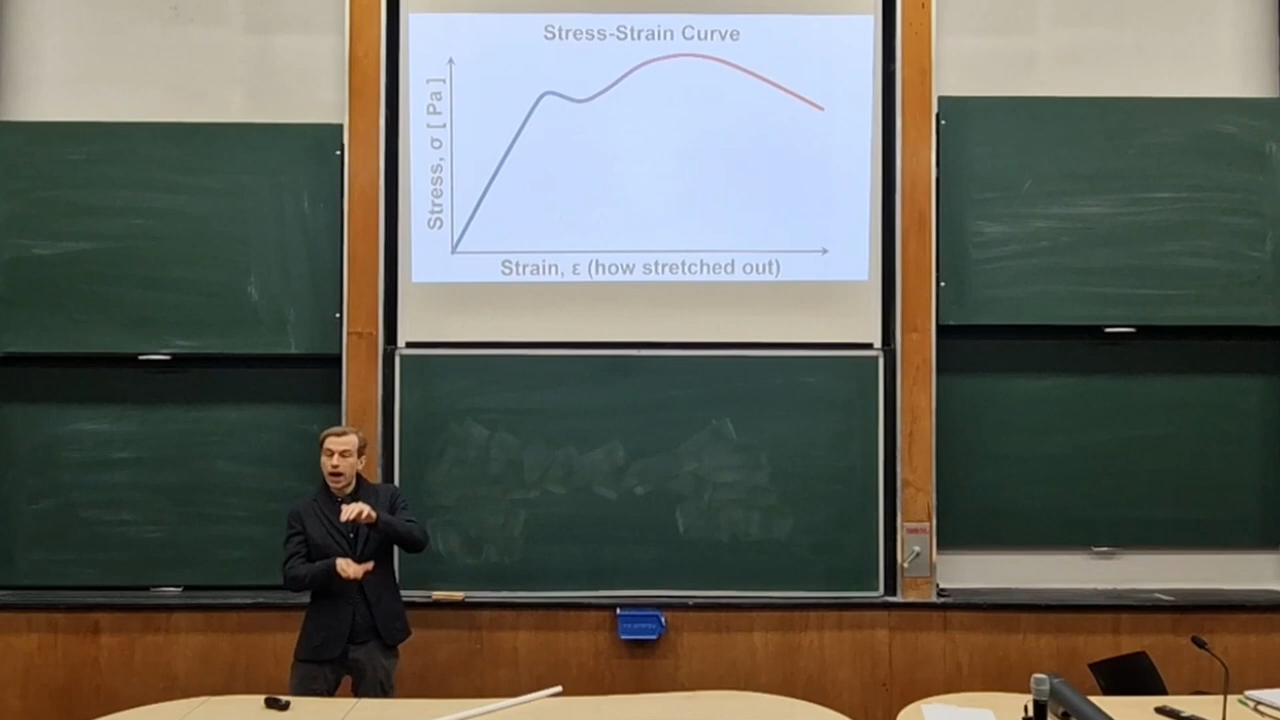 Stress-Strain Curve
Stress, σ [ Pa ]
Strain, ε (how stretched out)